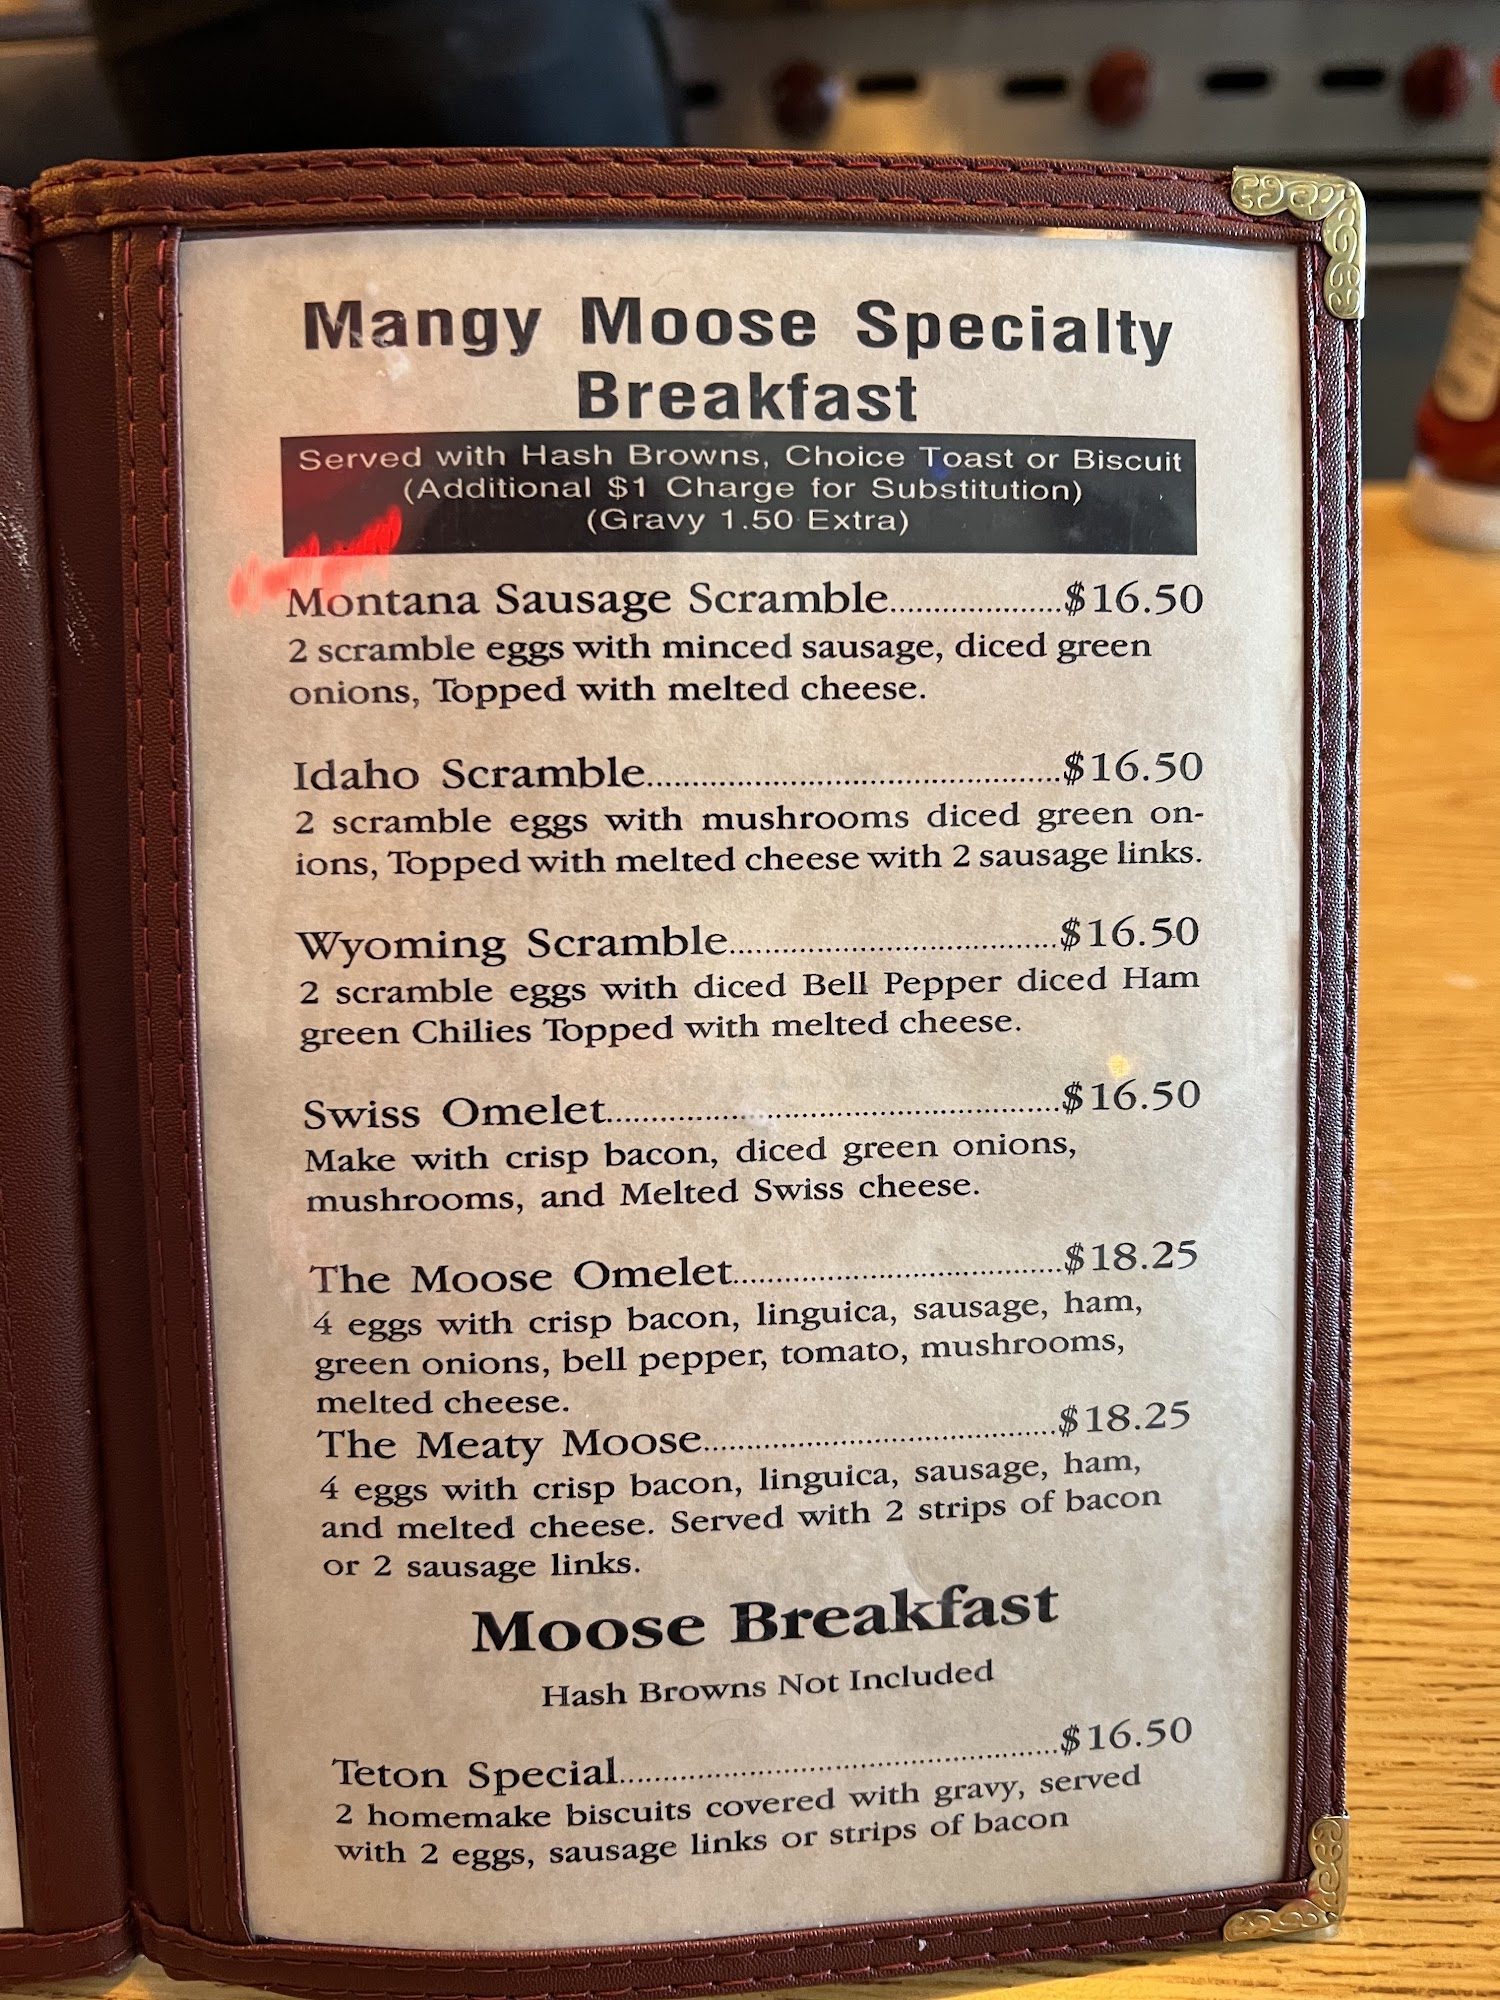 Mangy Moose Specialty
Breakfast
Served with Hash Browns, Choice Toast or Biscuit
(Additional $1 Charge for Substitution)
(Gravy 1.50 Extra)
Montana Sausage Scramble....................$16.50
2 scramble eggs with minced sausage, diced green
onions, Topped with melted cheese.
Idaho Scramble..........................................$16.50
2 scramble eggs with mushrooms diced green on-
ions, Topped with melted cheese with 2 sausage links.
Wyoming Scramble..................................$16.50
2 scramble eggs with diced Bell Pepper diced Ham
green Chilies Topped with melted cheese.
Swiss Omelet..............................................$16.50
Make with crisp bacon, diced green onions,
mushrooms, and Melted Swiss cheese.
The Moose Omelet..................................$18.25
4 eggs with crisp bacon, linguica, sausage, ham,
green onions, bell pepper, tomato, mushrooms,
melted cheese.
The Meaty Moose....................................$18.25
4 eggs with crisp bacon, linguica, sausage, ham,
and melted cheese. Served with 2 strips of bacon
or 2 sausage links.
Moose Breakfast
Hash Browns Not Included
Teton Special.............................................$16.50
2 homemake biscuits covered with gravy, served
with 2 eggs, sausage links or strips of bacon